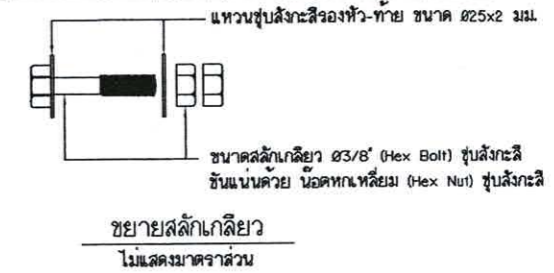 แหวนชุบสังกะสีรองหัว-ท้าย ขนาด ø25x2 มม.
ขนาดสลักเกลียว ø3/8" (Hex Bolt) ชุบสังกะสี
ขันแน่นด้วย น๊อตหกเหลี่ยม (Hex Nut) ชุบสังกะสี
ขยายสลักเกลียว
ไม่แสดงมาตราส่วน